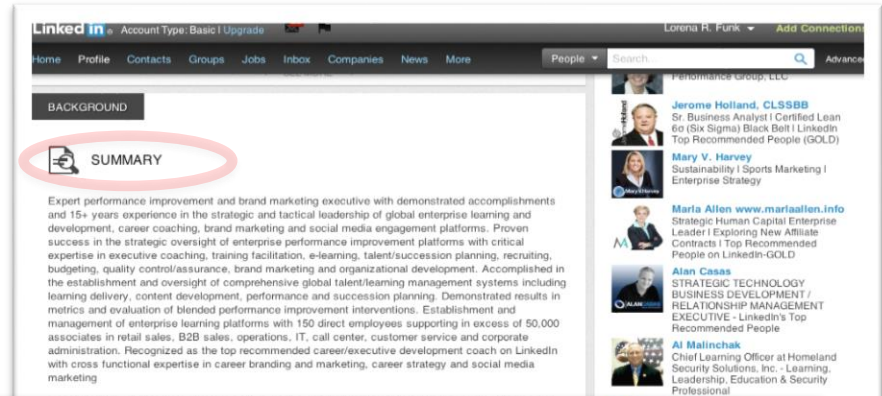 Linked in Account Type: Basic | Upgrade
Lorena R. Funk Add Connections
Home Profile Contacts Groups Jobs Inbox Companies News More
People Search... Advanced
BACKGROUND
SUMMARY
Expert performance improvement and brand marketing executive with demonstrated accomplishments
and 15+ years experience in the strategic and tactical leadership of global enterprise learning and
development, career coaching, brand marketing and social media engagement platforms. Proven
success in the strategic oversight of enterprise performance improvement platforms with critical
expertise in executive coaching, training facilitation, e-learning, talent/succession planning, recruiting,
budgeting, quality control/assurance, brand marketing and organizational development. Accomplished in
the establishment and oversight of comprehensive global talent/learning management systems including
learning delivery, content development, performance and succession planning. Demonstrated results in
metrics and evaluation of blended performance improvement interventions. Establishment and
management of enterprise learning platforms with 150 direct employees supporting in excess of 50,000
associates in retail sales, B2B sales, operations, IT, call center, customer service and corporate
administration. Recognized as the top recommended career/executive development coach on LinkedIn
with cross functional expertise in career branding and marketing, career strategy and social media
marketing
Performance Group, LLC
Jerome Holland, CLSSBB
Sr. Business Analyst | Certified Lean
6σ (Six Sigma) Black Belt | LinkedIn
Top Recommended People (GOLD)
Mary V. Harvey
Sustainability | Sports Marketing |
Enterprise Strategy
Marla Allen www.marlaallen.info
Strategic Human Capital Enterprise
Leader | Exploring New Affiliate
Contracts | Top Recommended
People on LinkedIn-GOLD
Alan Casas
STRATEGIC TECHNOLOGY
BUSINESS DEVELOPMENT /
RELATIONSHIP MANAGEMENT
EXECUTIVE - LinkedIn's Top
Recommended People
Al Malinchak
Chief Learning Officer at Homeland
Security Solutions, Inc. - Learning,
Leadership, Education & Security
Professional